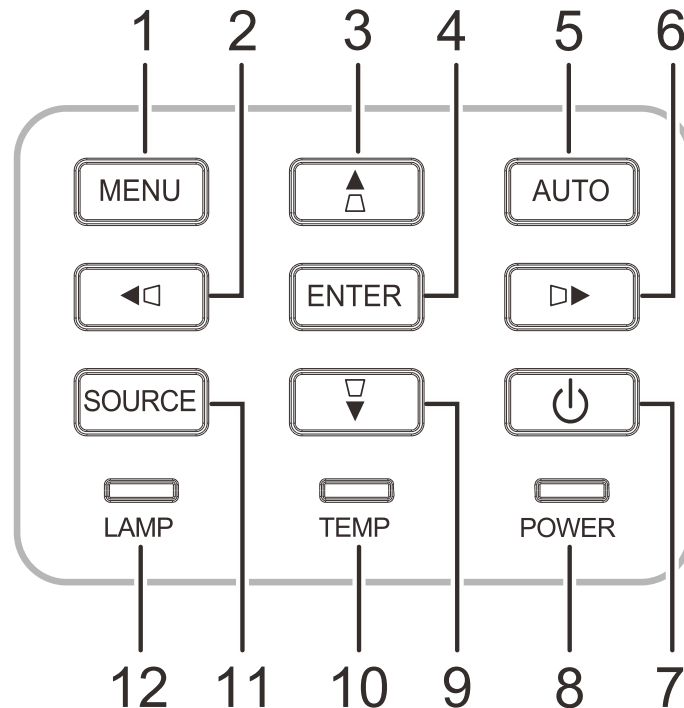 1 2 3 4 5 6
MENU AUTO
ENTER
SOURCE
LAMP TEMP POWER
12 11 10 9 8 7